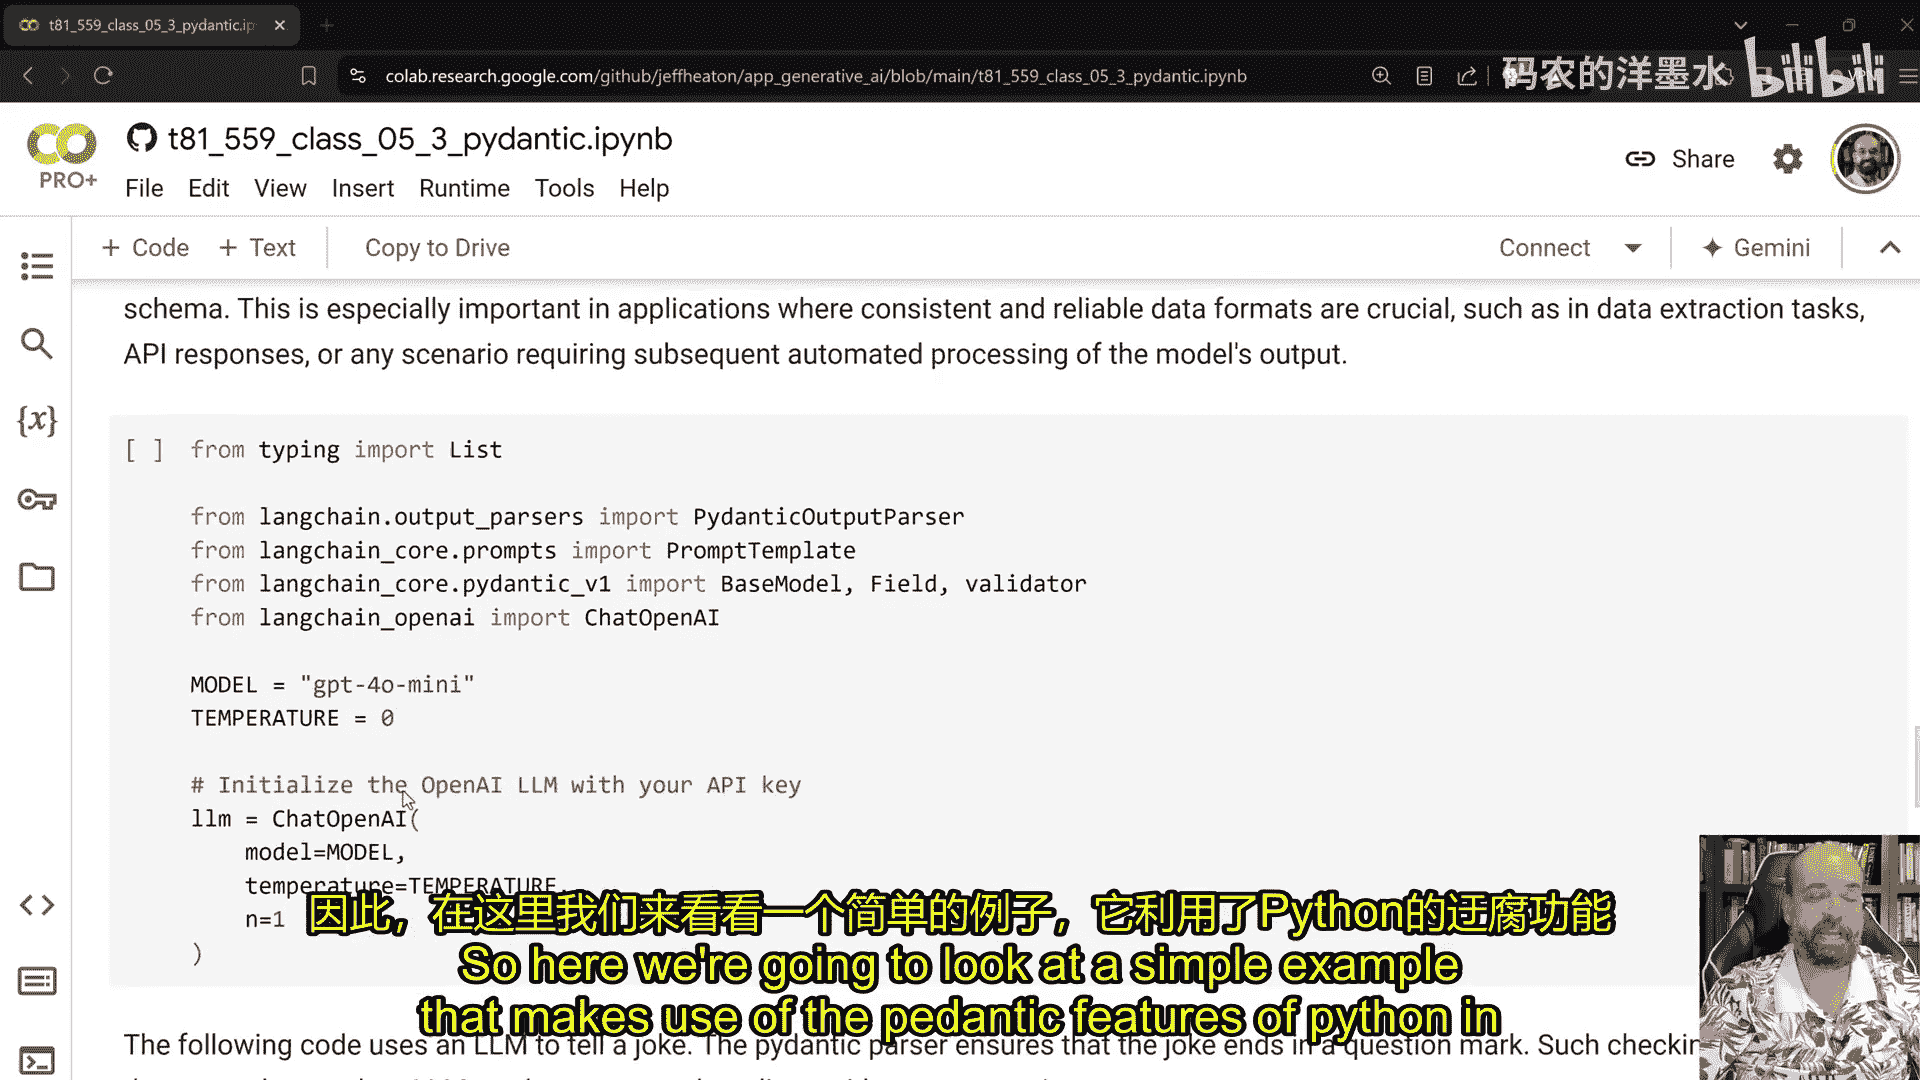 t81_559_class_05_3_pydantic.ip
colab.research.google.com/github/jeffheaton/app_generative_ai/blob/main/t81_559_class_05_3_pydantic.ipynb
码农的洋墨水 bilibili
t81_559_class_05_3_pydantic.ipynb
PRO+
File Edit View Insert Runtime Tools Help
Share
+ Code + Text Copy to Drive
Connect Gemini
schema. This is especially important in applications where consistent and reliable data formats are crucial, such as in data extraction tasks,
API responses, or any scenario requiring subsequent automated processing of the model's output.
[ ] from typing import List
from langchain.output_parsers import PydanticOutputParser
from langchain_core.prompts import PromptTemplate
from langchain_core.pydantic_v1 import BaseModel, Field, validator
from langchain_openai import ChatOpenAI
MODEL = "gpt-4o-mini"
TEMPERATURE = 0
# Initialize the OpenAI LLM with your API key
llm = ChatOpenAI(
model=MODEL,
temperature=TEMPERATURE,
n=1
)
因此，在这里我们来看看一个简单的例子，它利用了Python的迂腐功能
So here we're going to look at a simple example
that makes use of the pedantic features of python in
The following code uses an LLM to tell a joke. The pydantic parser ensures that the joke ends in a question mark. Such checkin